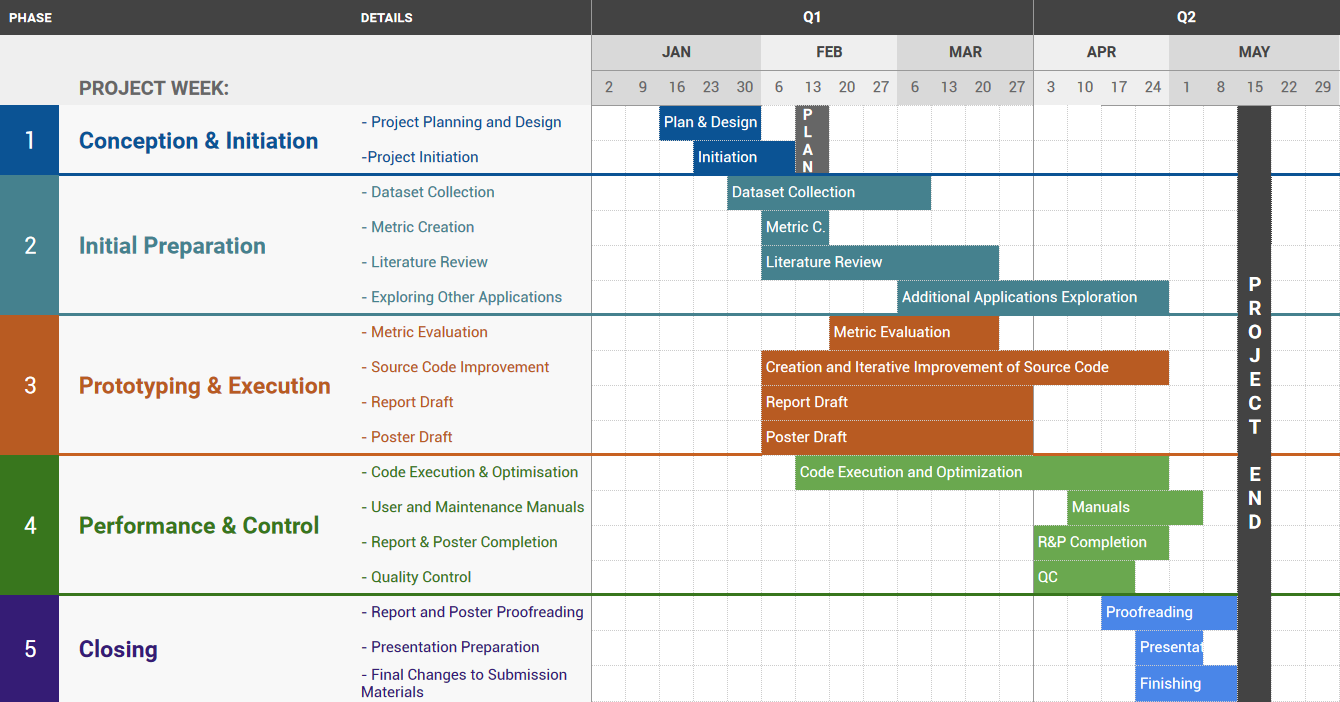 PHASE DETAILS Q1 Q2
JAN FEB MAR APR MAY
PROJECT WEEK: 2 9 16 23 30 6 13 20 27 6 13 20 27 3 10 17 24 1 8 15 22 29
1 Conception & Initiation
- Project Planning and Design Plan & Design
-Project Initiation Initiation
PLAN
2 Initial Preparation
- Dataset Collection Dataset Collection
- Metric Creation Metric C.
- Literature Review Literature Review
- Exploring Other Applications Additional Applications Exploration
3 Prototyping & Execution
- Metric Evaluation Metric Evaluation
- Source Code Improvement Creation and Iterative Improvement of Source Code
- Report Draft Report Draft
- Poster Draft Poster Draft
4 Performance & Control
- Code Execution & Optimisation Code Execution and Optimization
- User and Maintenance Manuals Manuals
- Report & Poster Completion R&P Completion
- Quality Control QC
5 Closing
- Report and Poster Proofreading Proofreading
- Presentation Preparation Presentat
- Final Changes to Submission
Materials Finishing
PROJECT END